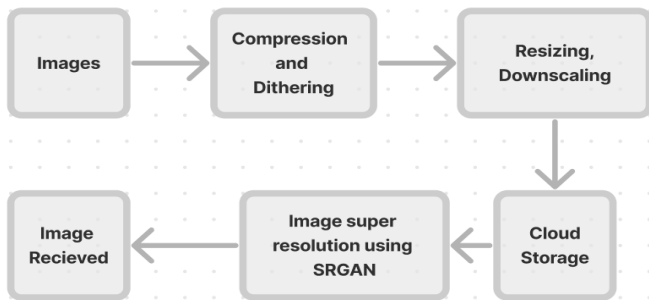 Images
Compression
and
Dithering
Resizing,
Downscaling
Cloud
Storage
Image super
resolution using
SRGAN
Image
Recieved